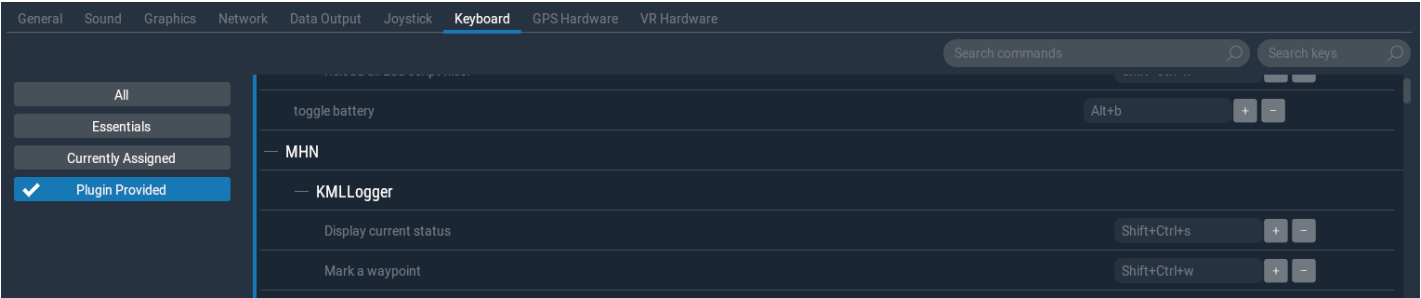 General Sound Graphics Network Data Output Joystick Keyboard GPS Hardware VR Hardware
Search commands Search keys
All
toggle battery Alt+b + −
Essentials
— MHN
Currently Assigned
Plugin Provided
— KMLLogger
Display current status Shift+Ctrl+s + −
Mark a waypoint Shift+Ctrl+w + −